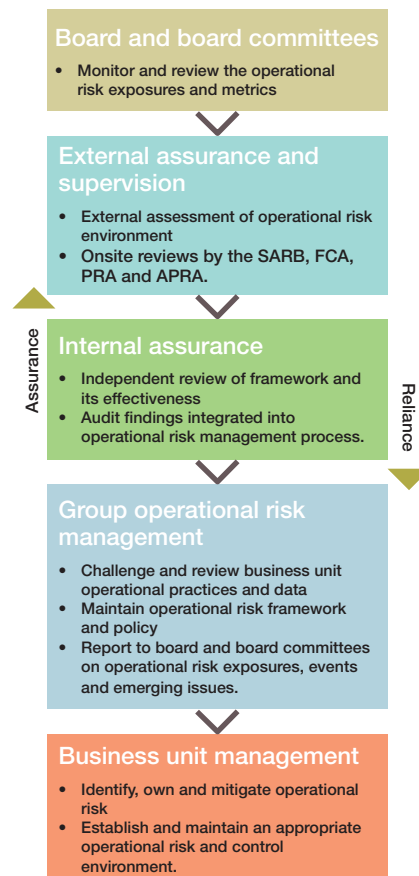 Board and board committees
• Monitor and review the operational
risk exposures and metrics
External assurance and
supervision
• External assessment of operational risk
environment
• Onsite reviews by the SARB, FCA,
PRA and APRA.
Assurance
Internal assurance
• Independent review of framework and
its effectiveness
• Audit findings integrated into
operational risk management process.
Reliance
Group operational risk
management
• Challenge and review business unit
operational practices and data
• Maintain operational risk framework
and policy
• Report to board and board committees
on operational risk exposures, events
and emerging issues.
Business unit management
• Identify, own and mitigate operational
risk
• Establish and maintain an appropriate
operational risk and control
environment.